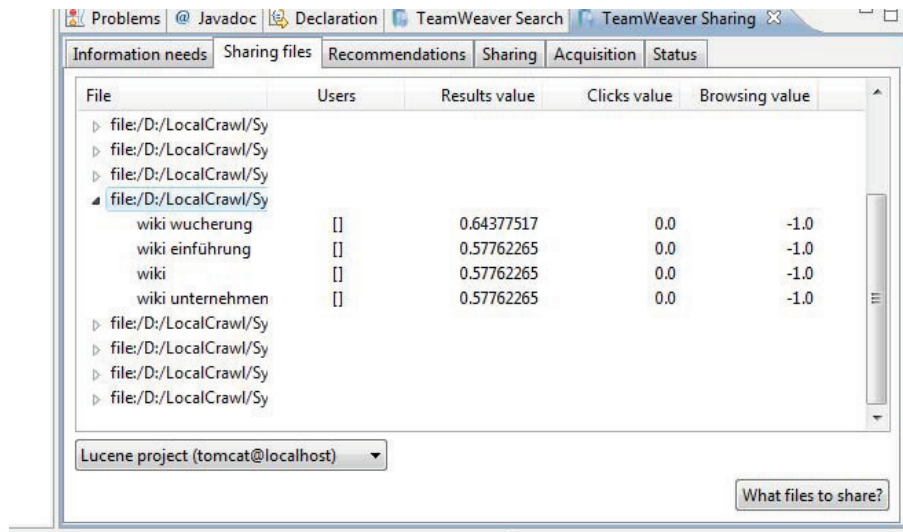 Problems @ Javadoc Declaration TeamWeaver Search TeamWeaver Sharing
Information needs Sharing files Recommendations Sharing Acquisition Status
File Users Results value Clicks value Browsing value
file:/D:/LocalCrawl/Sy
file:/D:/LocalCrawl/Sy
file:/D:/LocalCrawl/Sy
file:/D:/LocalCrawl/Sy
wiki wucherung [] 0.64377517 0.0 -1.0
wiki einführung [] 0.57762265 0.0 -1.0
wiki [] 0.57762265 0.0 -1.0
wiki unternehmen [] 0.57762265 0.0 -1.0
file:/D:/LocalCrawl/Sy
file:/D:/LocalCrawl/Sy
file:/D:/LocalCrawl/Sy
file:/D:/LocalCrawl/Sy
Lucene project (tomcat@localhost)
What files to share?